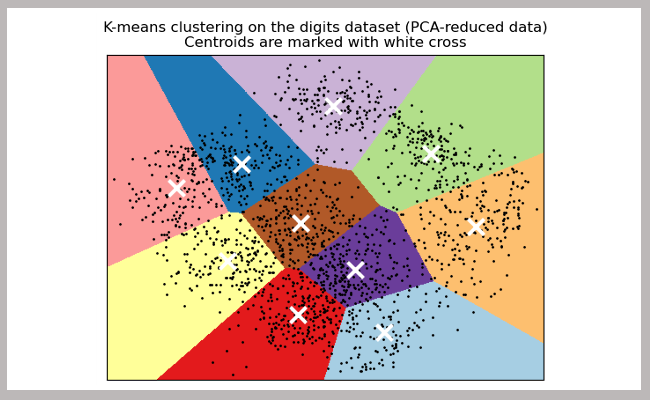 K-means clustering on the digits dataset (PCA-reduced data)
Centroids are marked with white cross